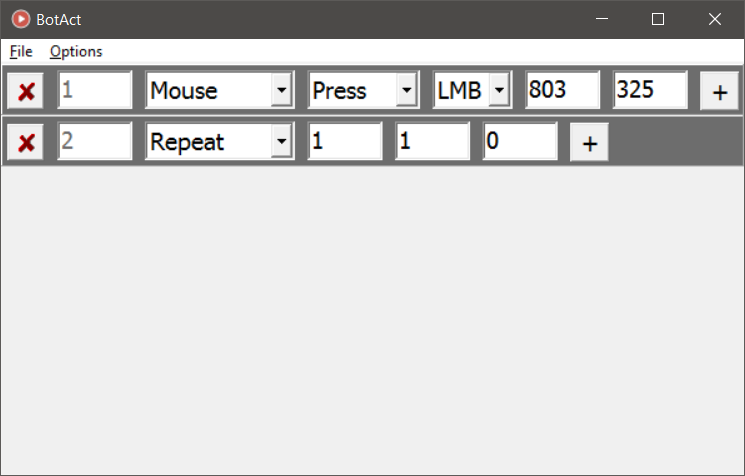 BotAct
File Options
1 Mouse Press LMB 803 325 +
2 Repeat 1 1 0 +